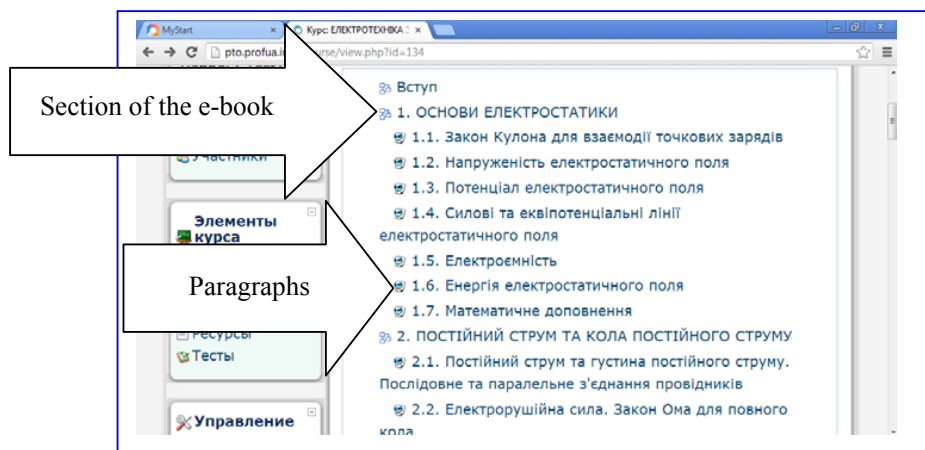 MyStart
Курс: ЕЛЕКТРОТЕХНІКА
pto.profua.i
urse/view.php?id=134
Section of the e-book
Участники
Элементы
курса
Paragraphs
Ресурсы
Тесты
Управление
Вступ
1. ОСНОВИ ЕЛЕКТРОСТАТИКИ
1.1. Закон Кулона для взаємодії точкових зарядів
1.2. Напруженість електростатичного поля
1.3. Потенціал електростатичного поля
1.4. Силові та еквіпотенціальні лінії
електростатичного поля
1.5. Електроємність
1.6. Енергія електростатичного поля
1.7. Математичне доповнення
2. ПОСТІЙНИЙ СТРУМ ТА КОЛА ПОСТІЙНОГО СТРУМУ
2.1. Постійний струм та густина постійного струму.
Послідовне та паралельне з'єднання провідників
2.2. Електрорушійна сила. Закон Ома для повного
кола